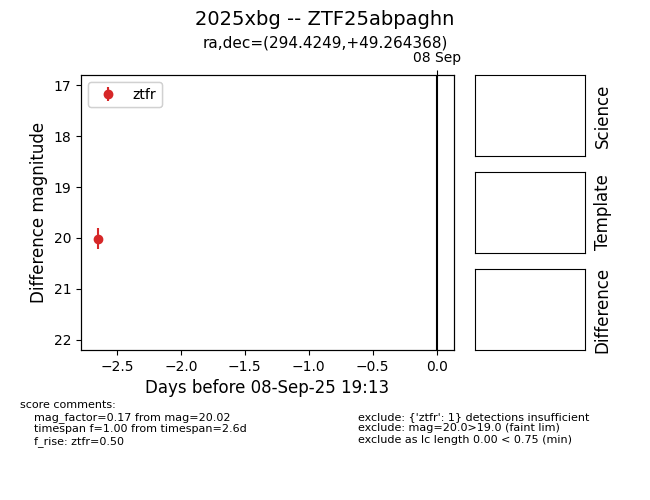 2025xbg -- ZTF25abpaghn
ra,dec=(294.4249,+49.264368)
08 Sep
ztfr
17
18
19
20
21
22
Difference magnitude
−2.5
−2.0
−1.5
−1.0
−0.5
0.0
Days before 08-Sep-25 19:13
Science
Template
Difference
score comments:
mag_factor=0.17 from mag=20.02
timespan f=1.00 from timespan=2.6d
f_rise: ztfr=0.50
exclude: {'ztfr': 1} detections insufficient
exclude: mag=20.0>19.0 (faint lim)
exclude as lc length 0.00 < 0.75 (min)